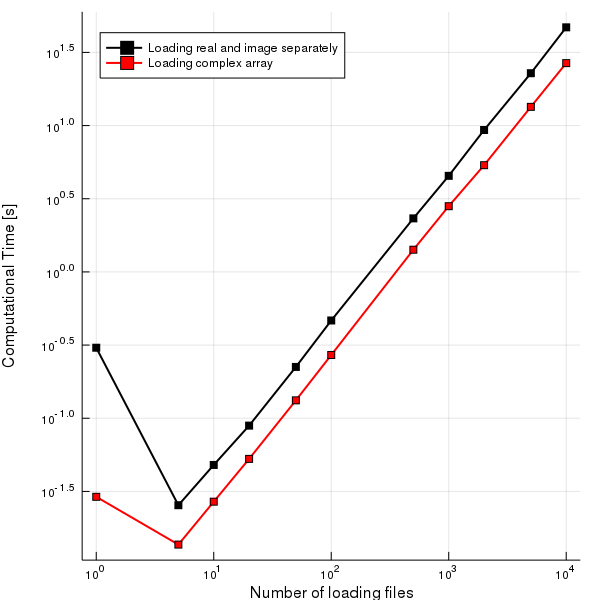 Loading real and image separately
Loading complex array
Computational Time [s]
10^1.5
10^1.0
10^0.5
10^0.0
10^-0.5
10^-1.0
10^-1.5
10^0 10^1 10^2 10^3 10^4
Number of loading files